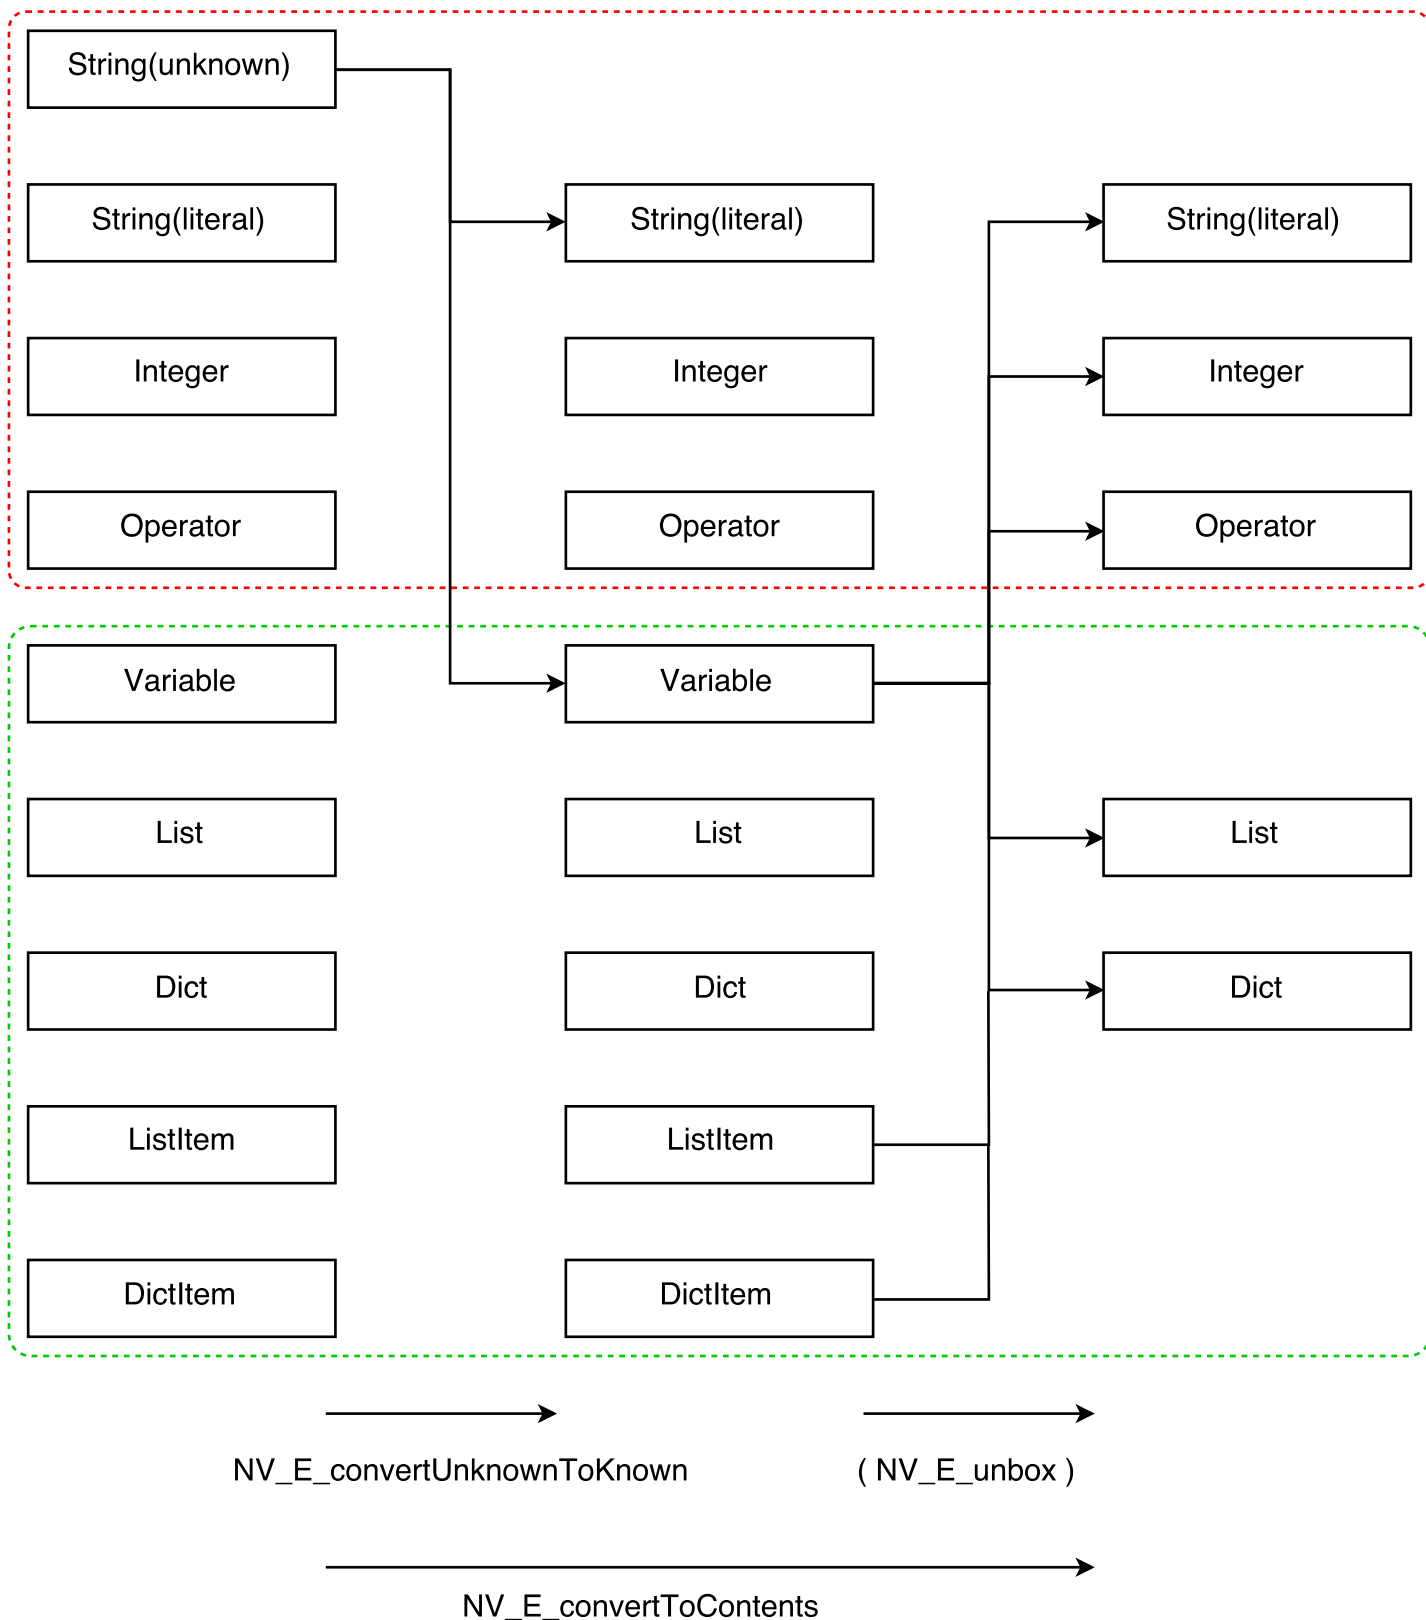 String(unknown)
String(literal) String(literal) String(literal)
Integer Integer Integer
Operator Operator Operator
Variable Variable
List List List
Dict Dict Dict
ListItem ListItem
DictItem DictItem
NV_E_convertUnknownToKnown ( NV_E_unbox )
NV_E_convertToContents